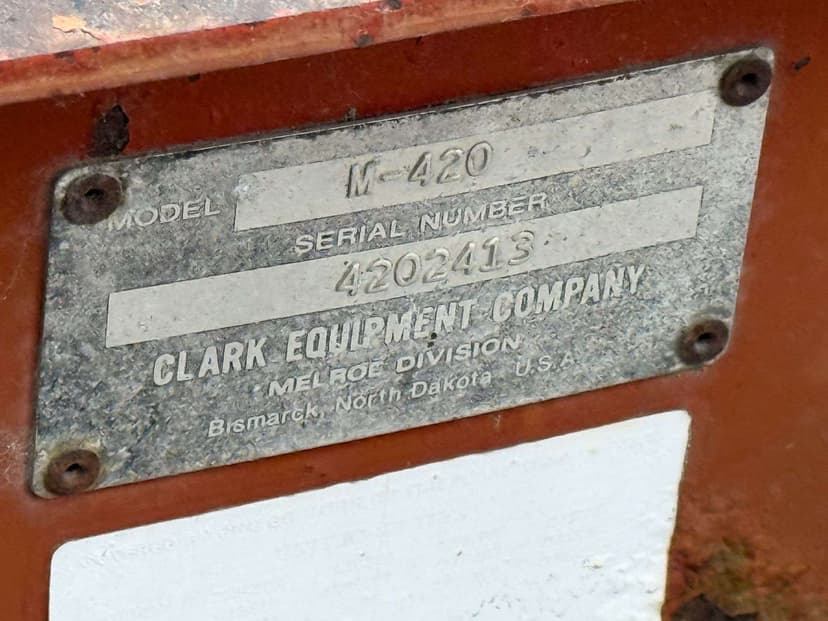 MODEL M-420
SERIAL NUMBER
4202413
CLARK EQUIPMENT COMPANY
MELROE DIVISION
Bismarck, North Dakota U.S.A.